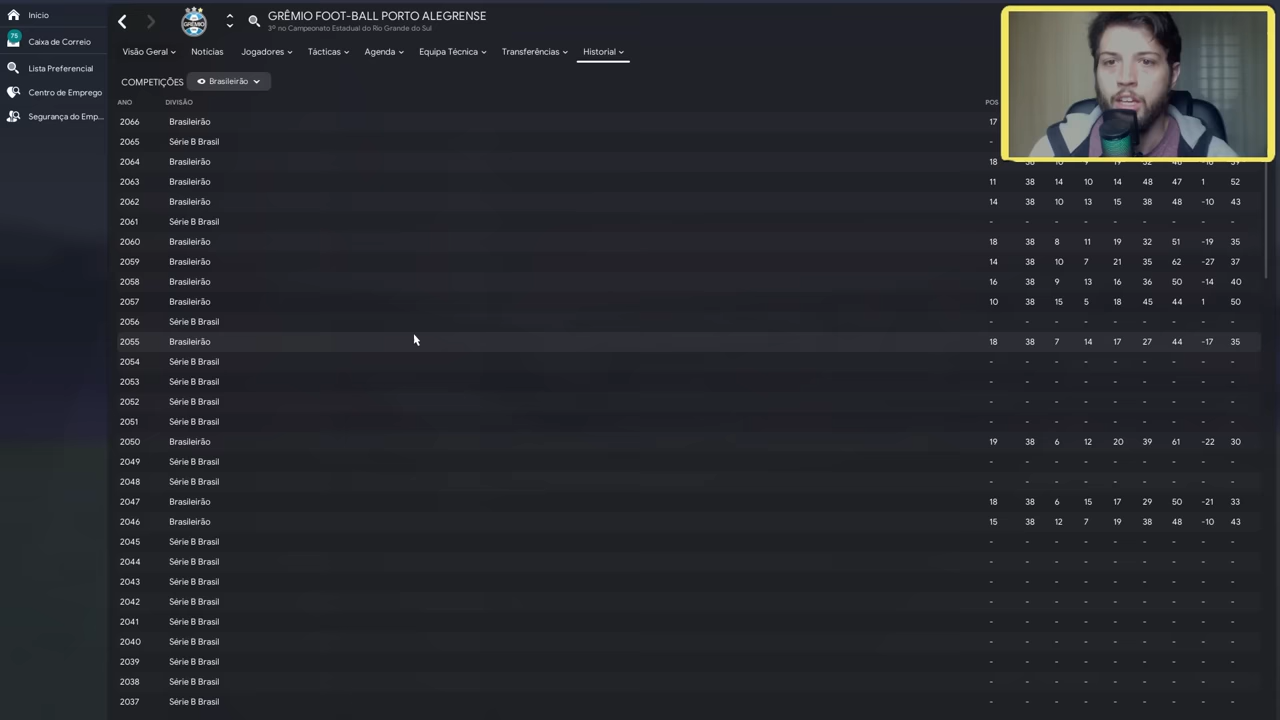 Início
75
Caixa de Correio
Lista Preferencial
Centro de Emprego
Segurança do Emp...
GRÊMIO
GRÊMIO FOOT-BALL PORTO ALEGRENSE
3º no Campeonato Estadual do Rio Grande do Sul
Visão Geral Notícias Jogadores Tácticas Agenda Equipa Técnica Transferências Historial
COMPETIÇÕES Brasileirão
ANO DIVISÃO POS
2066 Brasileirão 17
2065 Série B Brasil -
2064 Brasileirão 18
2063 Brasileirão 11 38 14 10 14 48 47 1 52
2062 Brasileirão 14 38 10 13 15 38 48 -10 43
2061 Série B Brasil - - - - - - - - -
2060 Brasileirão 18 38 8 11 19 32 51 -19 35
2059 Brasileirão 14 38 10 7 21 35 62 -27 37
2058 Brasileirão 16 38 9 13 16 36 50 -14 40
2057 Brasileirão 10 38 15 5 18 45 44 1 50
2056 Série B Brasil - - - - - - - - -
2055 Brasileirão 18 38 7 14 17 27 44 -17 35
2054 Série B Brasil - - - - - - - - -
2053 Série B Brasil - - - - - - - - -
2052 Série B Brasil - - - - - - - - -
2051 Série B Brasil - - - - - - - - -
2050 Brasileirão 19 38 6 12 20 39 61 -22 30
2049 Série B Brasil - - - - - - - - -
2048 Série B Brasil - - - - - - - - -
2047 Brasileirão 18 38 6 15 17 29 50 -21 33
2046 Brasileirão 15 38 12 7 19 38 48 -10 43
2045 Série B Brasil - - - - - - - - -
2044 Série B Brasil - - - - - - - - -
2043 Série B Brasil - - - - - - - - -
2042 Série B Brasil - - - - - - - - -
2041 Série B Brasil - - - - - - - - -
2040 Série B Brasil - - - - - - - - -
2039 Série B Brasil - - - - - - - - -
2038 Série B Brasil - - - - - - - - -
2037 Série B Brasil - - - - - - - - -